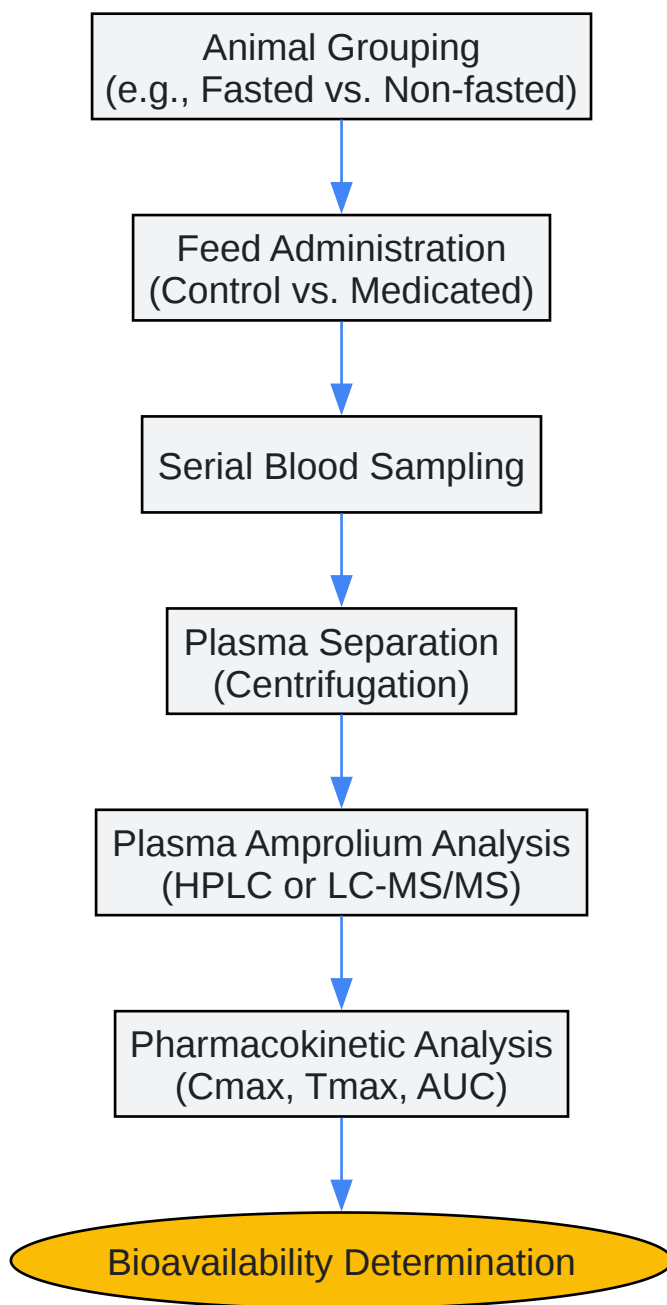 Animal Grouping
(e.g., Fasted vs. Non-fasted)
Feed Administration
(Control vs. Medicated)
Serial Blood Sampling
Plasma Separation
(Centrifugation)
Plasma Amprolium Analysis
(HPLC or LC-MS/MS)
Pharmacokinetic Analysis
(Cmax, Tmax, AUC)
Bioavailability Determination